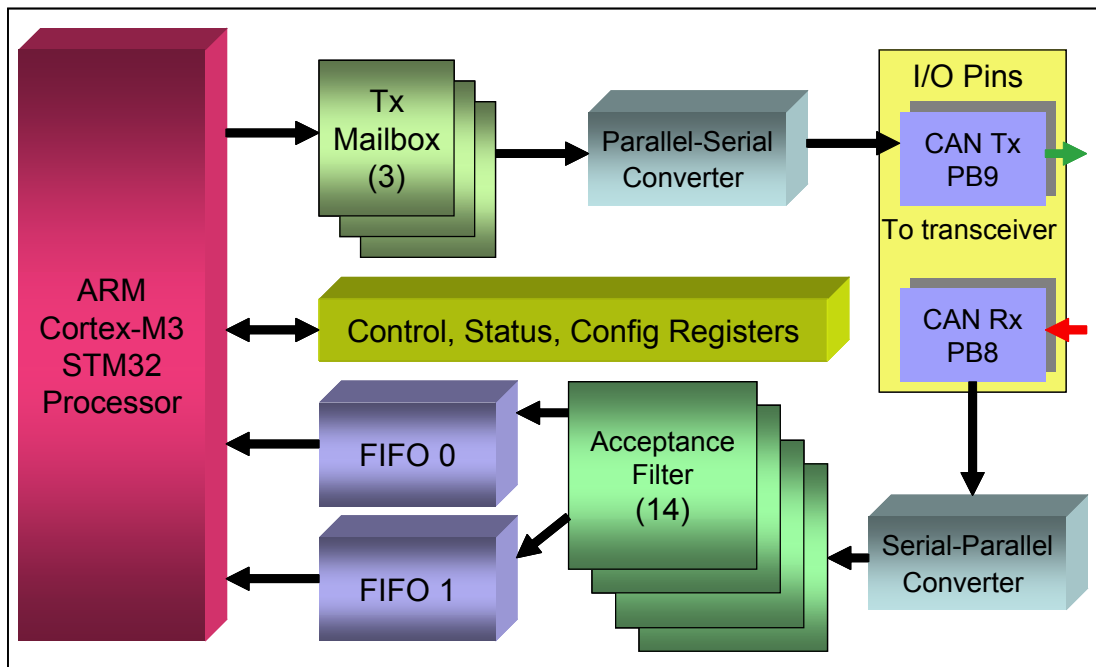 ARM
Cortex-M3
STM32
Processor
Tx
Mailbox
(3)
Parallel-Serial
Converter
I/O Pins
CAN Tx
PB9
To transceiver
CAN Rx
PB8
Control, Status, Config Registers
FIFO 0
FIFO 1
Acceptance
Filter
(14)
Serial-Parallel
Converter